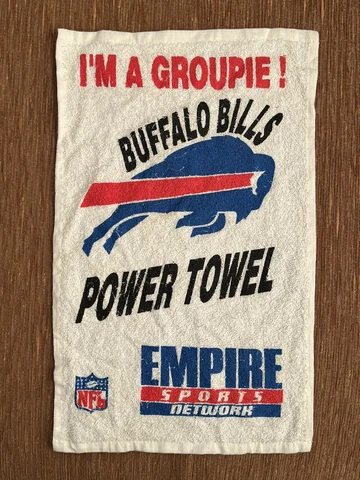 I'M A GROUPIE!
BUFFALO BILLS
POWER TOWEL
EMPIRE
SPORTS
NETWORK
NFL